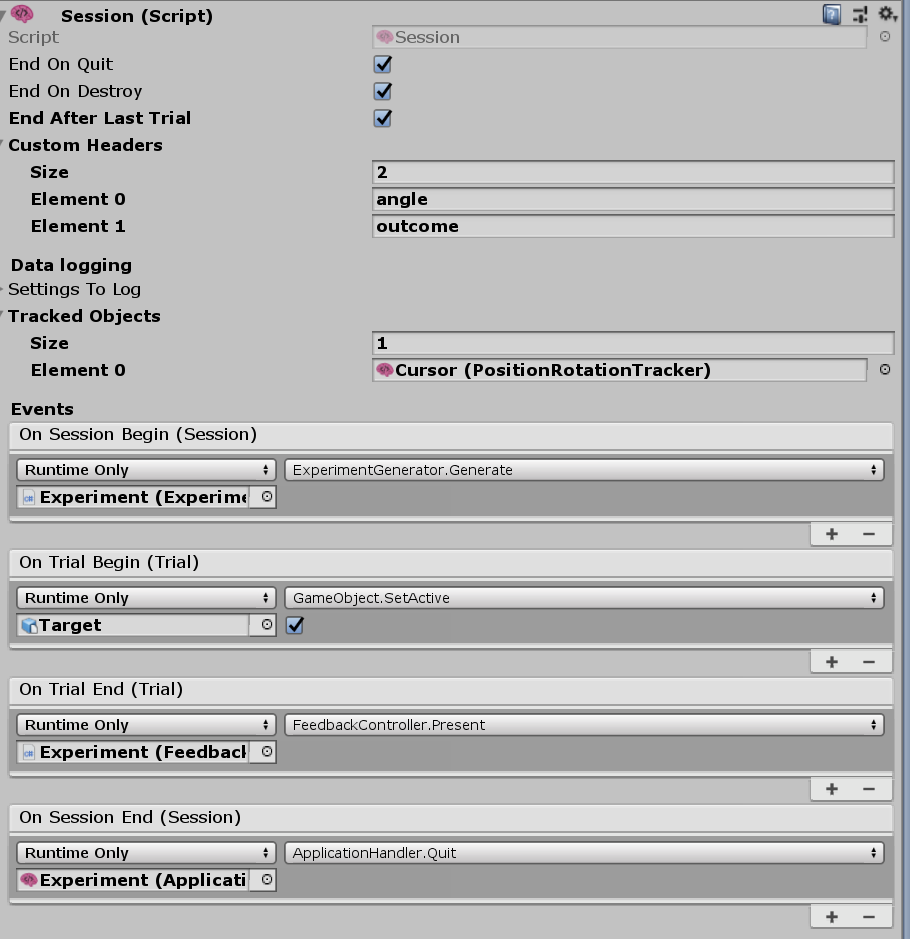 Session (Script)
Script Session
End On Quit
End On Destroy
End After Last Trial
Custom Headers
Size 2
Element 0 angle
Element 1 outcome
Data logging
Settings To Log
Tracked Objects
Size 1
Element 0 Cursor (PositionRotationTracker)
Events
On Session Begin (Session)
Runtime Only ExperimentGenerator.Generate
Experiment (Experime
On Trial Begin (Trial)
Runtime Only GameObject.SetActive
Target
On Trial End (Trial)
Runtime Only FeedbackController.Present
Experiment (Feedback
On Session End (Session)
Runtime Only ApplicationHandler.Quit
Experiment (Applicati